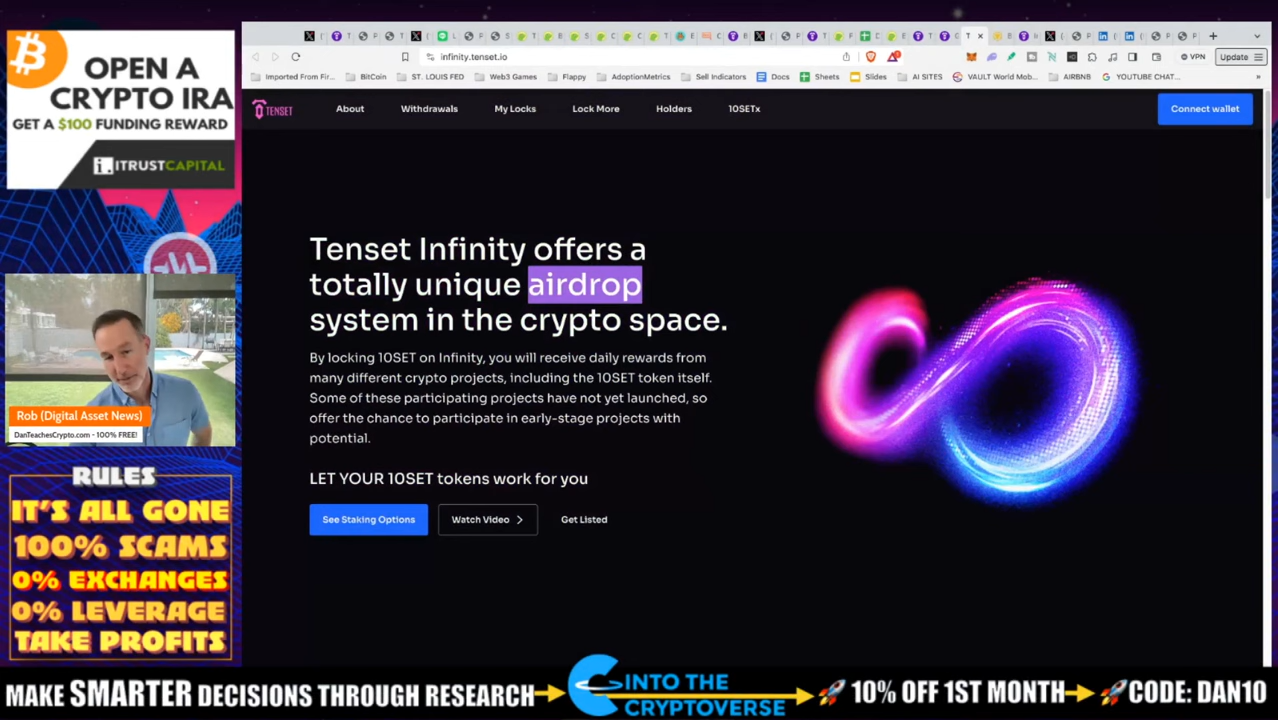 OPEN A
CRYPTO IRA
GET A $100 FUNDING REWARD
i. ITRUSTCAPITAL
Rob (Digital Asset News)
DanTeachesCrypto.com - 100% FREE!
RULES
IT'S ALL GONE
100% SCAMS
0% EXCHANGES
0% LEVERAGE
TAKE PROFITS
infinity.tenset.io
VPN
Update
Imported From Fir...
BitCoin
ST. LOUIS FED
Web3 Games
Flappy
AdoptionMetrics
Sell Indicators
Docs
Sheets
Slides
AI SITES
VAULT World Mob...
AIRBNB
YOUTUBE CHAT...
TENSET
About
Withdrawals
My Locks
Lock More
Holders
10SETx
Connect wallet
Tenset Infinity offers a
totally unique airdrop
system in the crypto space.
By locking 10SET on Infinity, you will receive daily rewards from
many different crypto projects, including the 10SET token itself.
Some of these participating projects have not yet launched, so
offer the chance to participate in early-stage projects with
potential.
LET YOUR 10SET tokens work for you
See Staking Options
Watch Video
Get Listed
MAKE SMARTER DECISIONS THROUGH RESEARCH
INTO THE
CRYPTOVERSE
10% OFF 1ST MONTH
CODE: DAN10